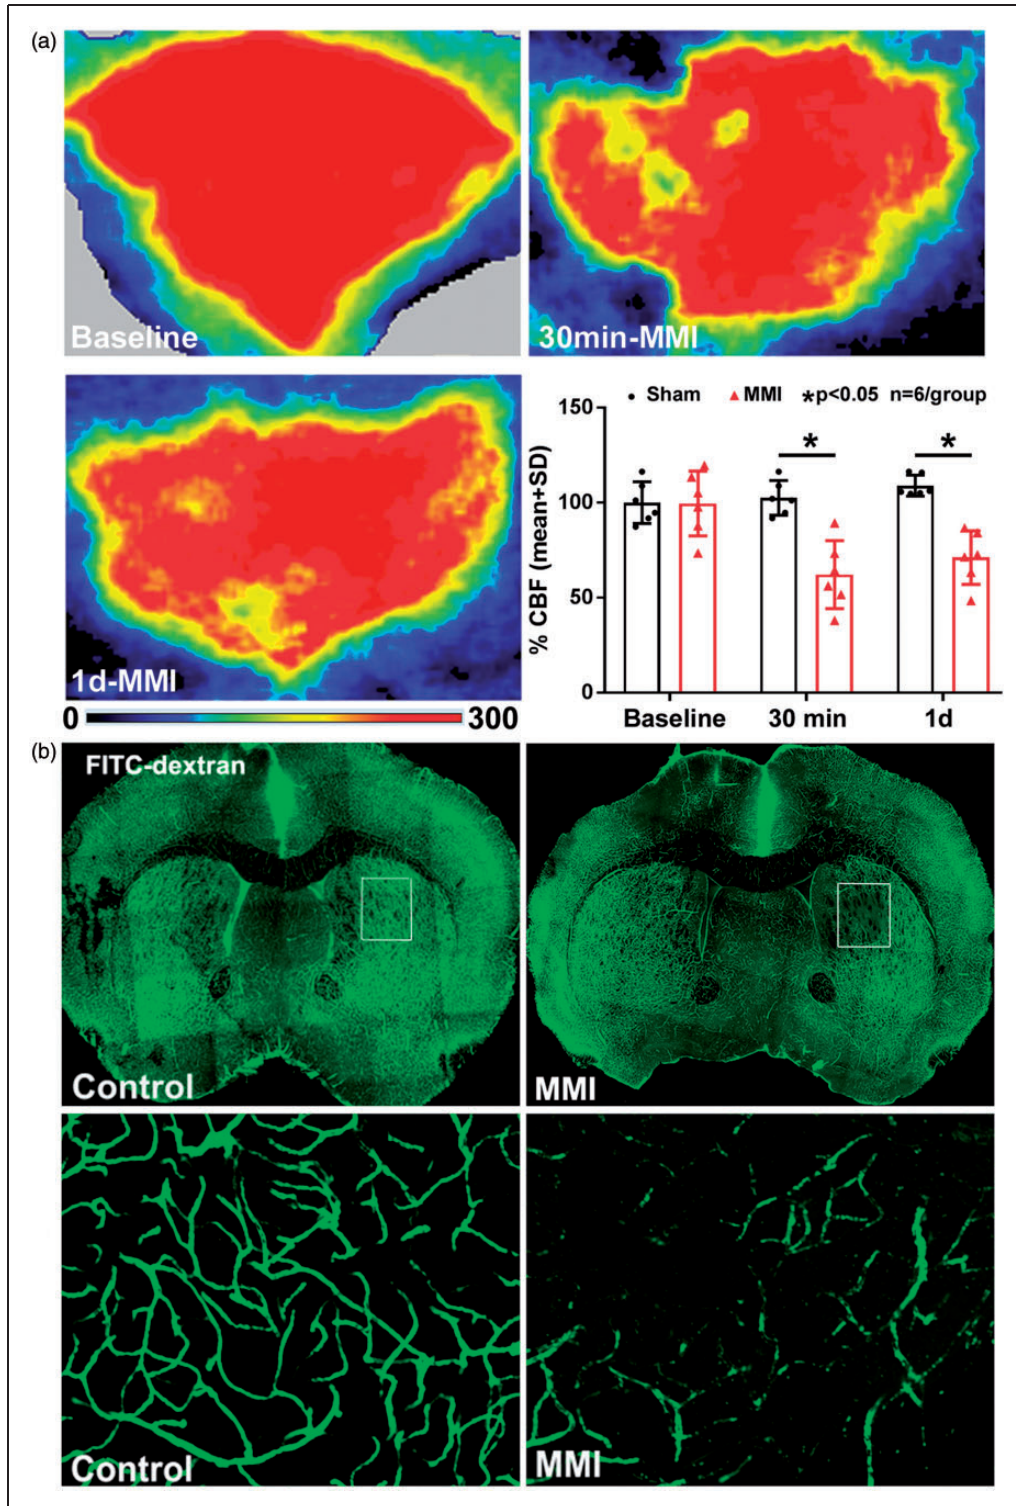 (a)
Baseline
30min-MMI
1d-MMI
0 300
● Sham ▲ MMI *p<0.05 n=6/group
% CBF (mean+SD)
150
100
50
0
* *
Baseline 30 min 1d
(b)
FITC-dextran
Control
MMI
Control
MMI